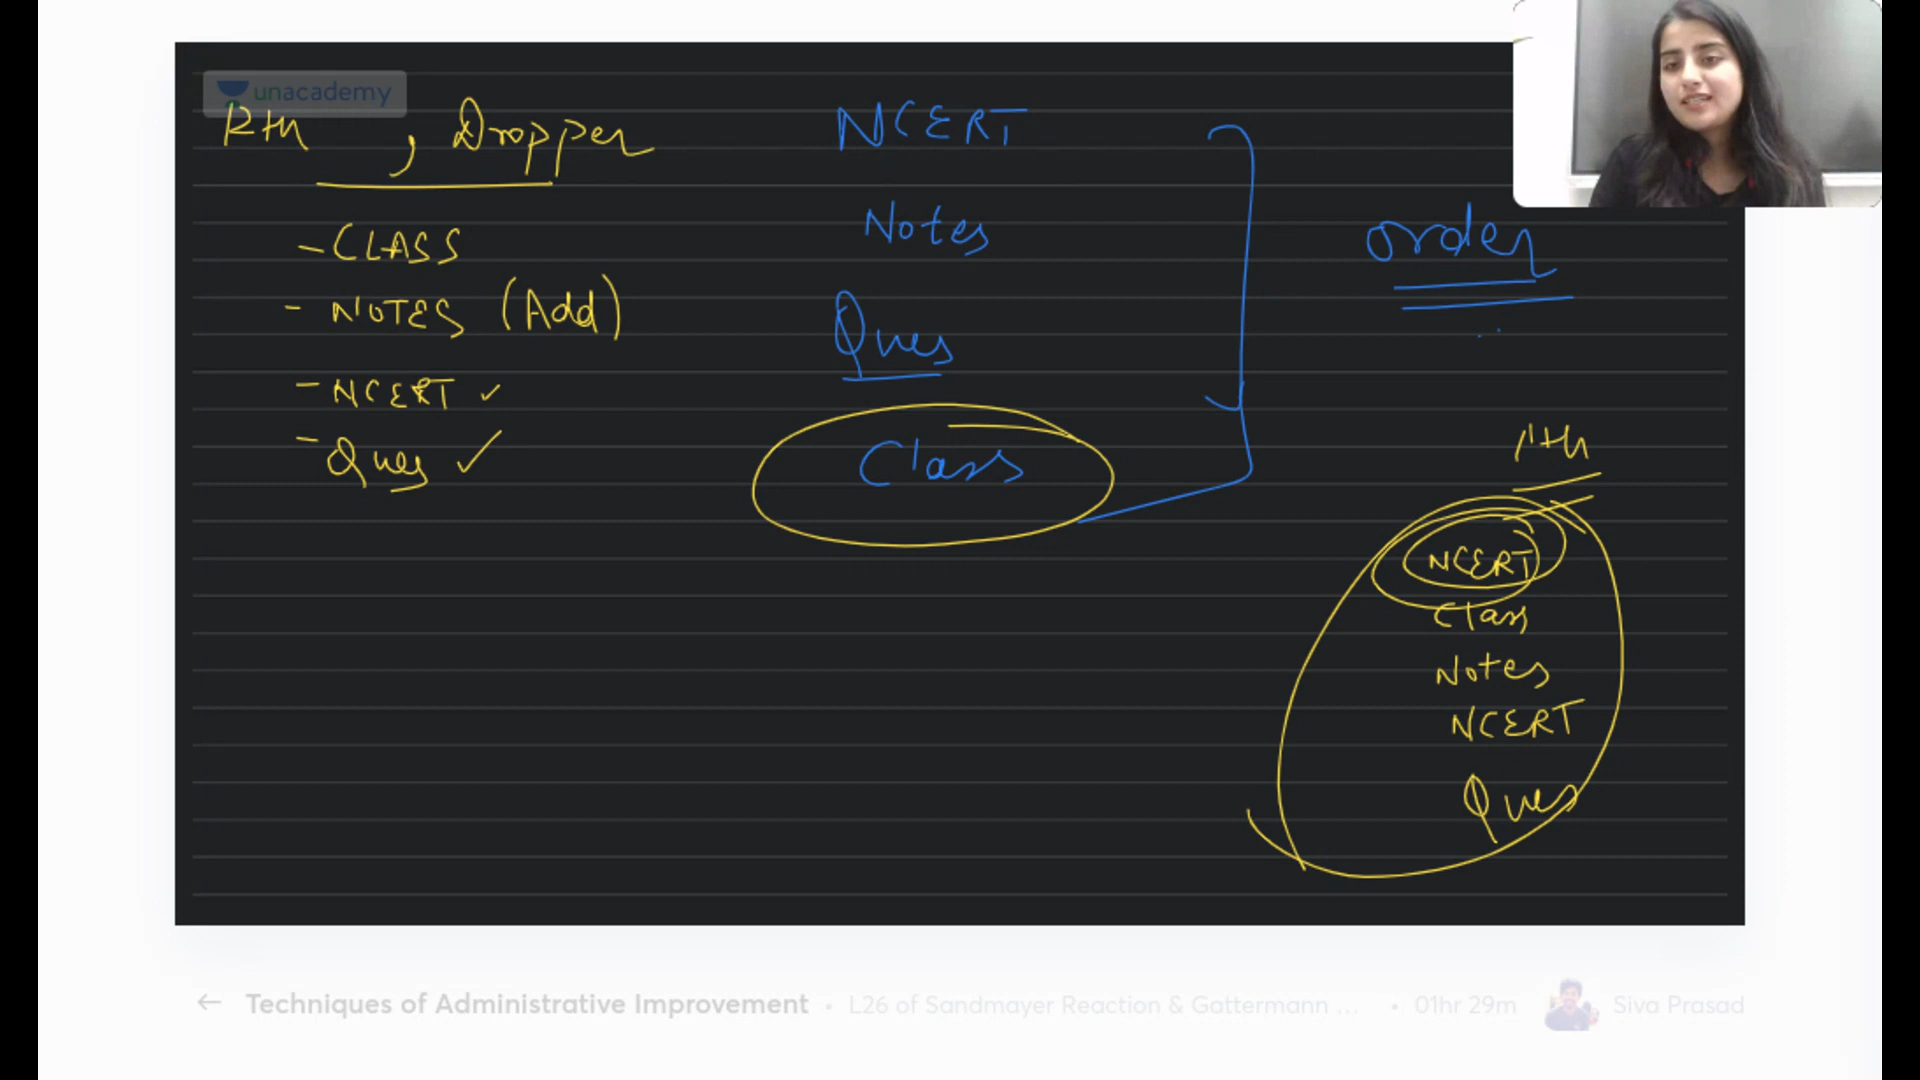 unacademy
12th , Dropper
- CLASS
- NOTES (Add)
- NCERT ✓
- Ques ✓
NCERT
Notes
Ques
Class
order
11th
NCERT
Class
Notes
NCERT
Ques
← Techniques of Administrative Improvement • L26 of Sandmayer Reaction & Gattermann ... • 01hr 29m Siva Prasad